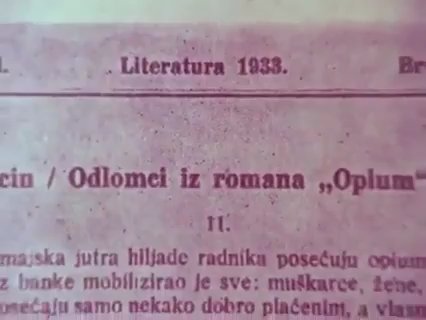 I. Literatura 1933. Br
cin / Odlomci iz romana „Opium“
II.
majska jutra hiljade radnika posećuju opium
z banke mobilizirao je sve: muškarce, žene,
osećaju samo nekako dobro plaćenim, a vlasn